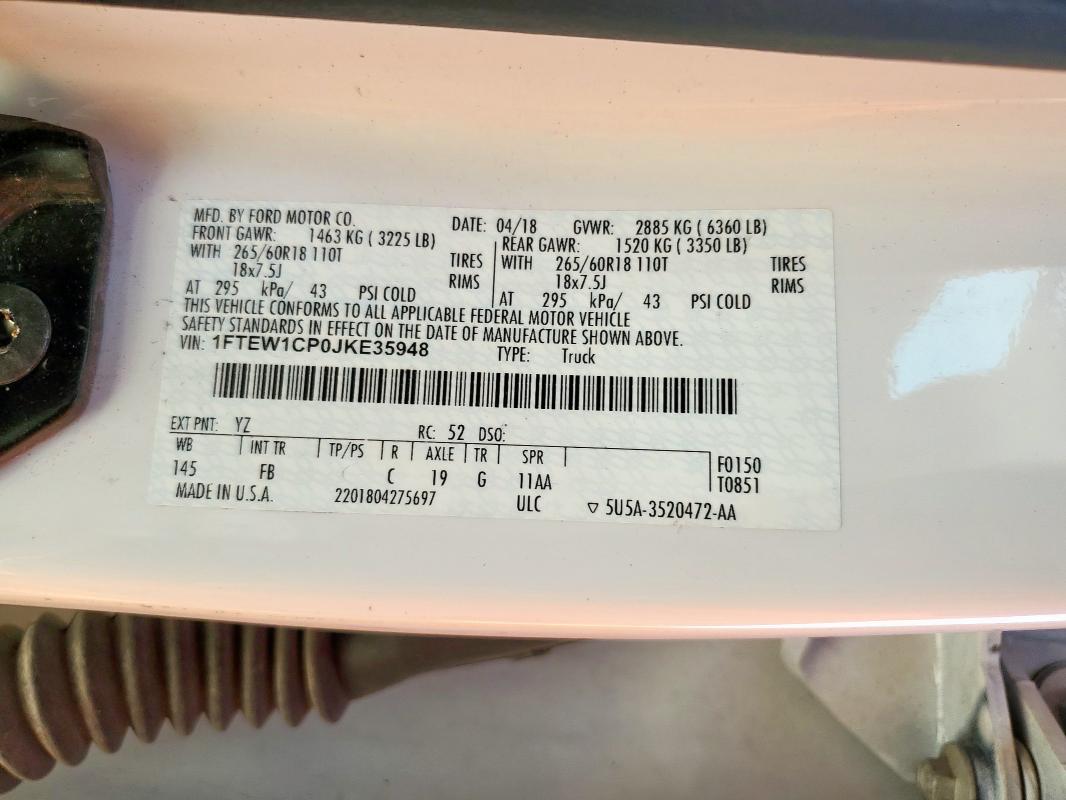 MFD. BY FORD MOTOR CO. DATE: 04/18 GVWR: 2885 KG ( 6360 LB)
FRONT GAWR: 1463 KG ( 3225 LB) REAR GAWR: 1520 KG ( 3350 LB)
WITH 265/60R18 110T TIRES WITH 265/60R18 110T TIRES
18x7.5J RIMS 18x7.5J RIMS
AT 295 kPa/ 43 PSI COLD AT 295 kPa/ 43 PSI COLD
THIS VEHICLE CONFORMS TO ALL APPLICABLE FEDERAL MOTOR VEHICLE
SAFETY STANDARDS IN EFFECT ON THE DATE OF MANUFACTURE SHOWN ABOVE.
VIN: 1FTEW1CP0JKE35948 TYPE: Truck
EXT PNT: YZ RC: 52 DSO:
WB INT TR TP/PS R AXLE TR SPR F0150
145 FB C 19 G 11AA T0851
MADE IN U.S.A. 2201804275697 ULC ▽ 5U5A-3520472-AA